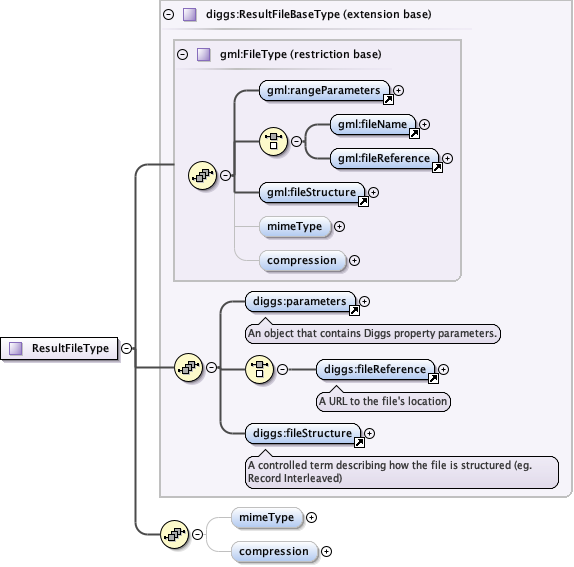 diggs:ResultFileBaseType (extension base)
gml:FileType (restriction base)
gml:rangeParameters
gml:fileName
gml:fileReference
gml:fileStructure
mimeType
compression
diggs:parameters
An object that contains Diggs property parameters.
ResultFileType
diggs:fileReference
A URL to the file's location
diggs:fileStructure
A controlled term describing how the file is structured (eg.
Record Interleaved)
mimeType
compression